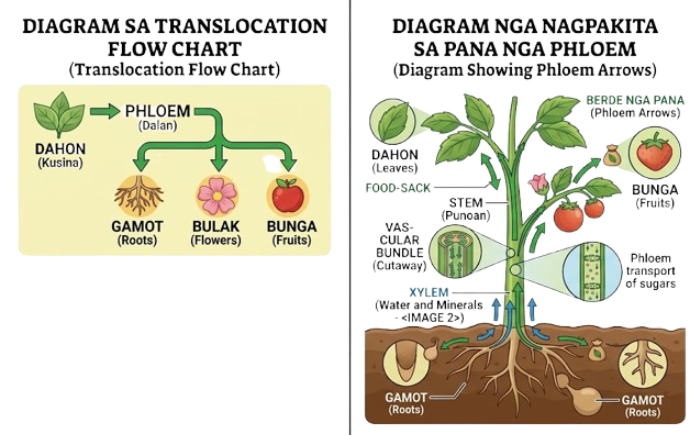 DIAGRAM SA TRANSLOCATION
FLOW CHART
(Translocation Flow Chart)
DAHON
(Kusina)
PHLOEM
(Dalan)
GAMOT
(Roots)
BULAK
(Flowers)
BUNGA
(Fruits)
DIAGRAM NGA NAGPAKITA
SA PANA NGA PHLOEM
(Diagram Showing Phloem Arrows)
BERDE NGA PANA
(Phloem Arrows)
DAHON
(Leaves)
FOOD-SACK
STEM
(Punoan)
BUNGA
(Fruits)
VAS-
CULAR
BUNDLE
(Cutaway)
Phloem
transport
of sugars
XYLEM
(Water and Minerals
- <IMAGE 2>)
GAMOT
(Roots)
GAMOT
(Roots)